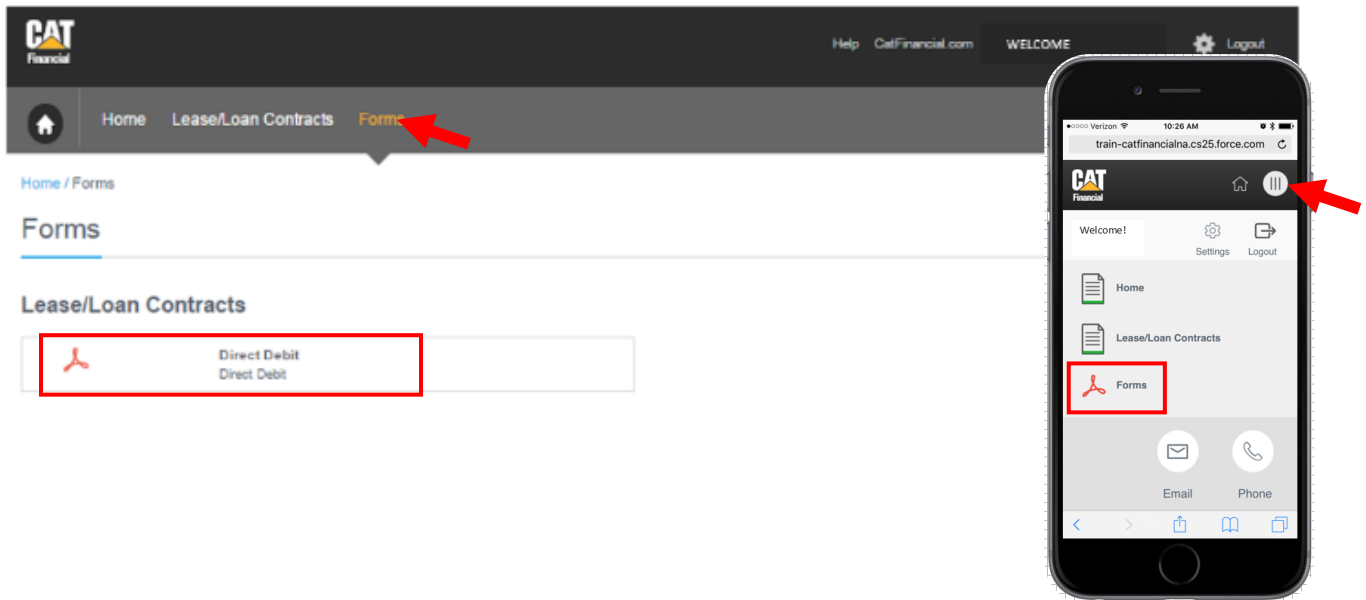 CAT
Financial
Help CatFinancial.com WELCOME Logout
Home Lease/Loan Contracts Forms
Home / Forms
Forms
Lease/Loan Contracts
Direct Debit
Direct Debit
Verizon 10:26 AM
train-catfinancialna.cs25.force.com
CAT
Financial
Welcome!
Settings Logout
Home
Lease/Loan Contracts
Forms
Email Phone